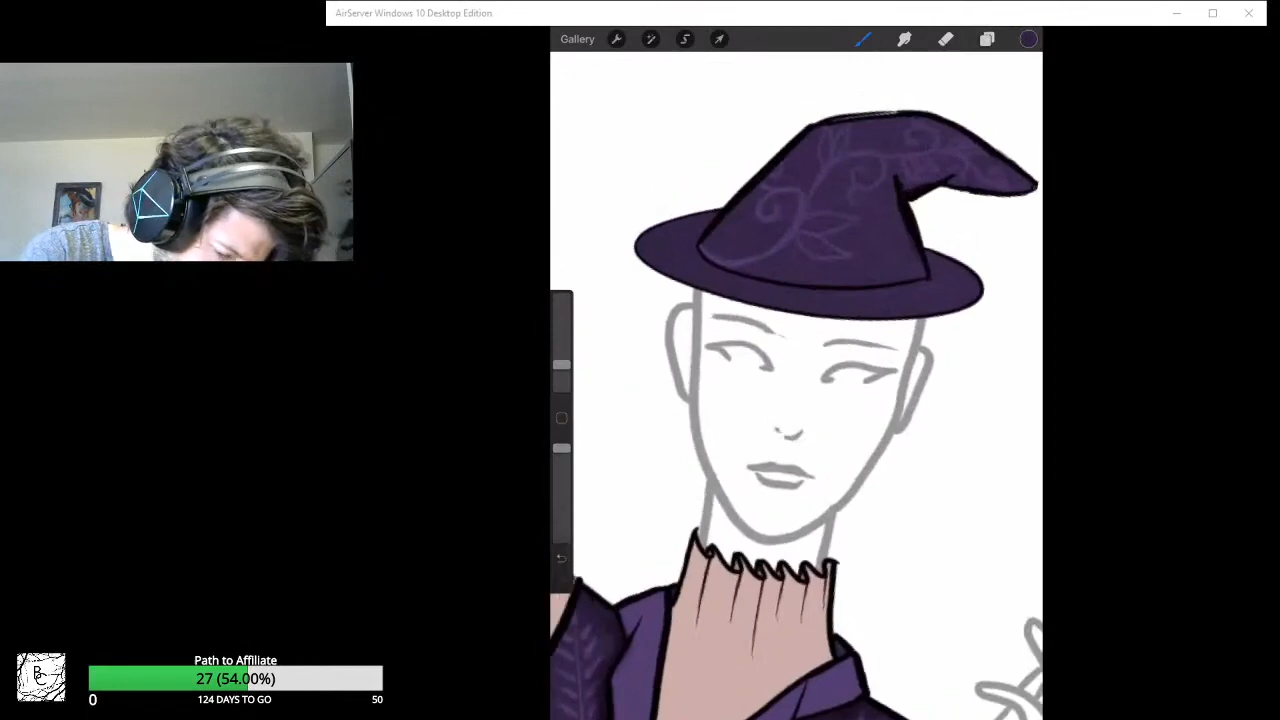 AirServer Windows 10 Desktop Edition
Gallery
Path to Affiliate
27 (54.00%)
0
124 DAYS TO GO
50